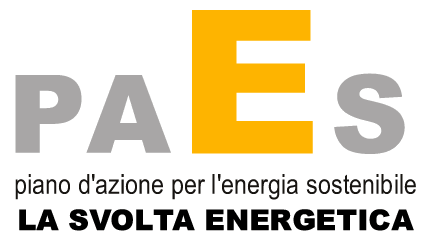 PAES
piano d'azione per l'energia sostenibile
LA SVOLTA ENERGETICA